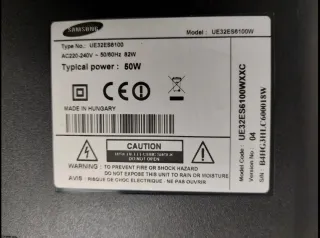 SAMSUNG
Type No.: UE32ES6100
Model : UE32ES6100W
AC220-240V ~ 50/60Hz 82W
Typical power : 50W
MADE IN HUNGARY
CAUTION
DO NOT OPEN
WARNING - TO PREVENT FIRE OR SHOCK HAZARD
DO NOT EXPOSE THIS UNIT TO RAIN OR MOISTURE
AVIS - RISQUE DE CHOC ELECTRIQUE - NE PAS OUVRIR
Model code : UE32ES6100WXXC
Version No : 04
S/N :